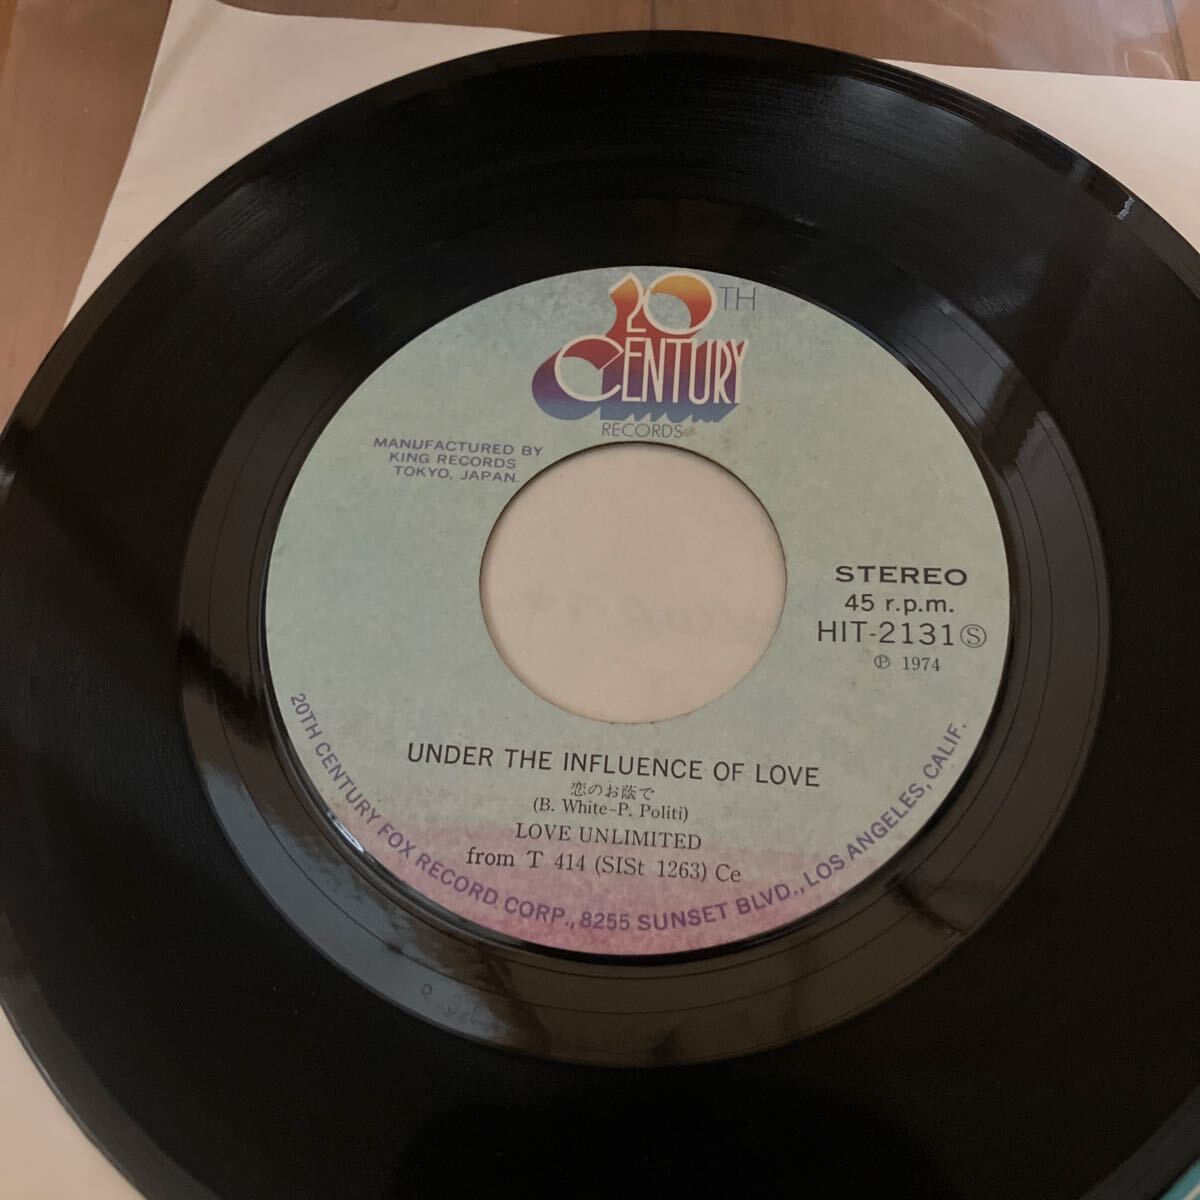 20TH
CENTURY
RECORDS
MANUFACTURED BY
KING RECORDS
TOKYO, JAPAN.
STEREO
45 r.p.m.
HIT-2131Ⓢ
℗ 1974
UNDER THE INFLUENCE OF LOVE
恋のお蔭で
(B. White-P. Politi)
LOVE UNLIMITED
from T 414 (SISt 1263) Ce
20TH CENTURY FOX RECORD CORP., 8255 SUNSET BLVD., LOS ANGELES, CALIF.